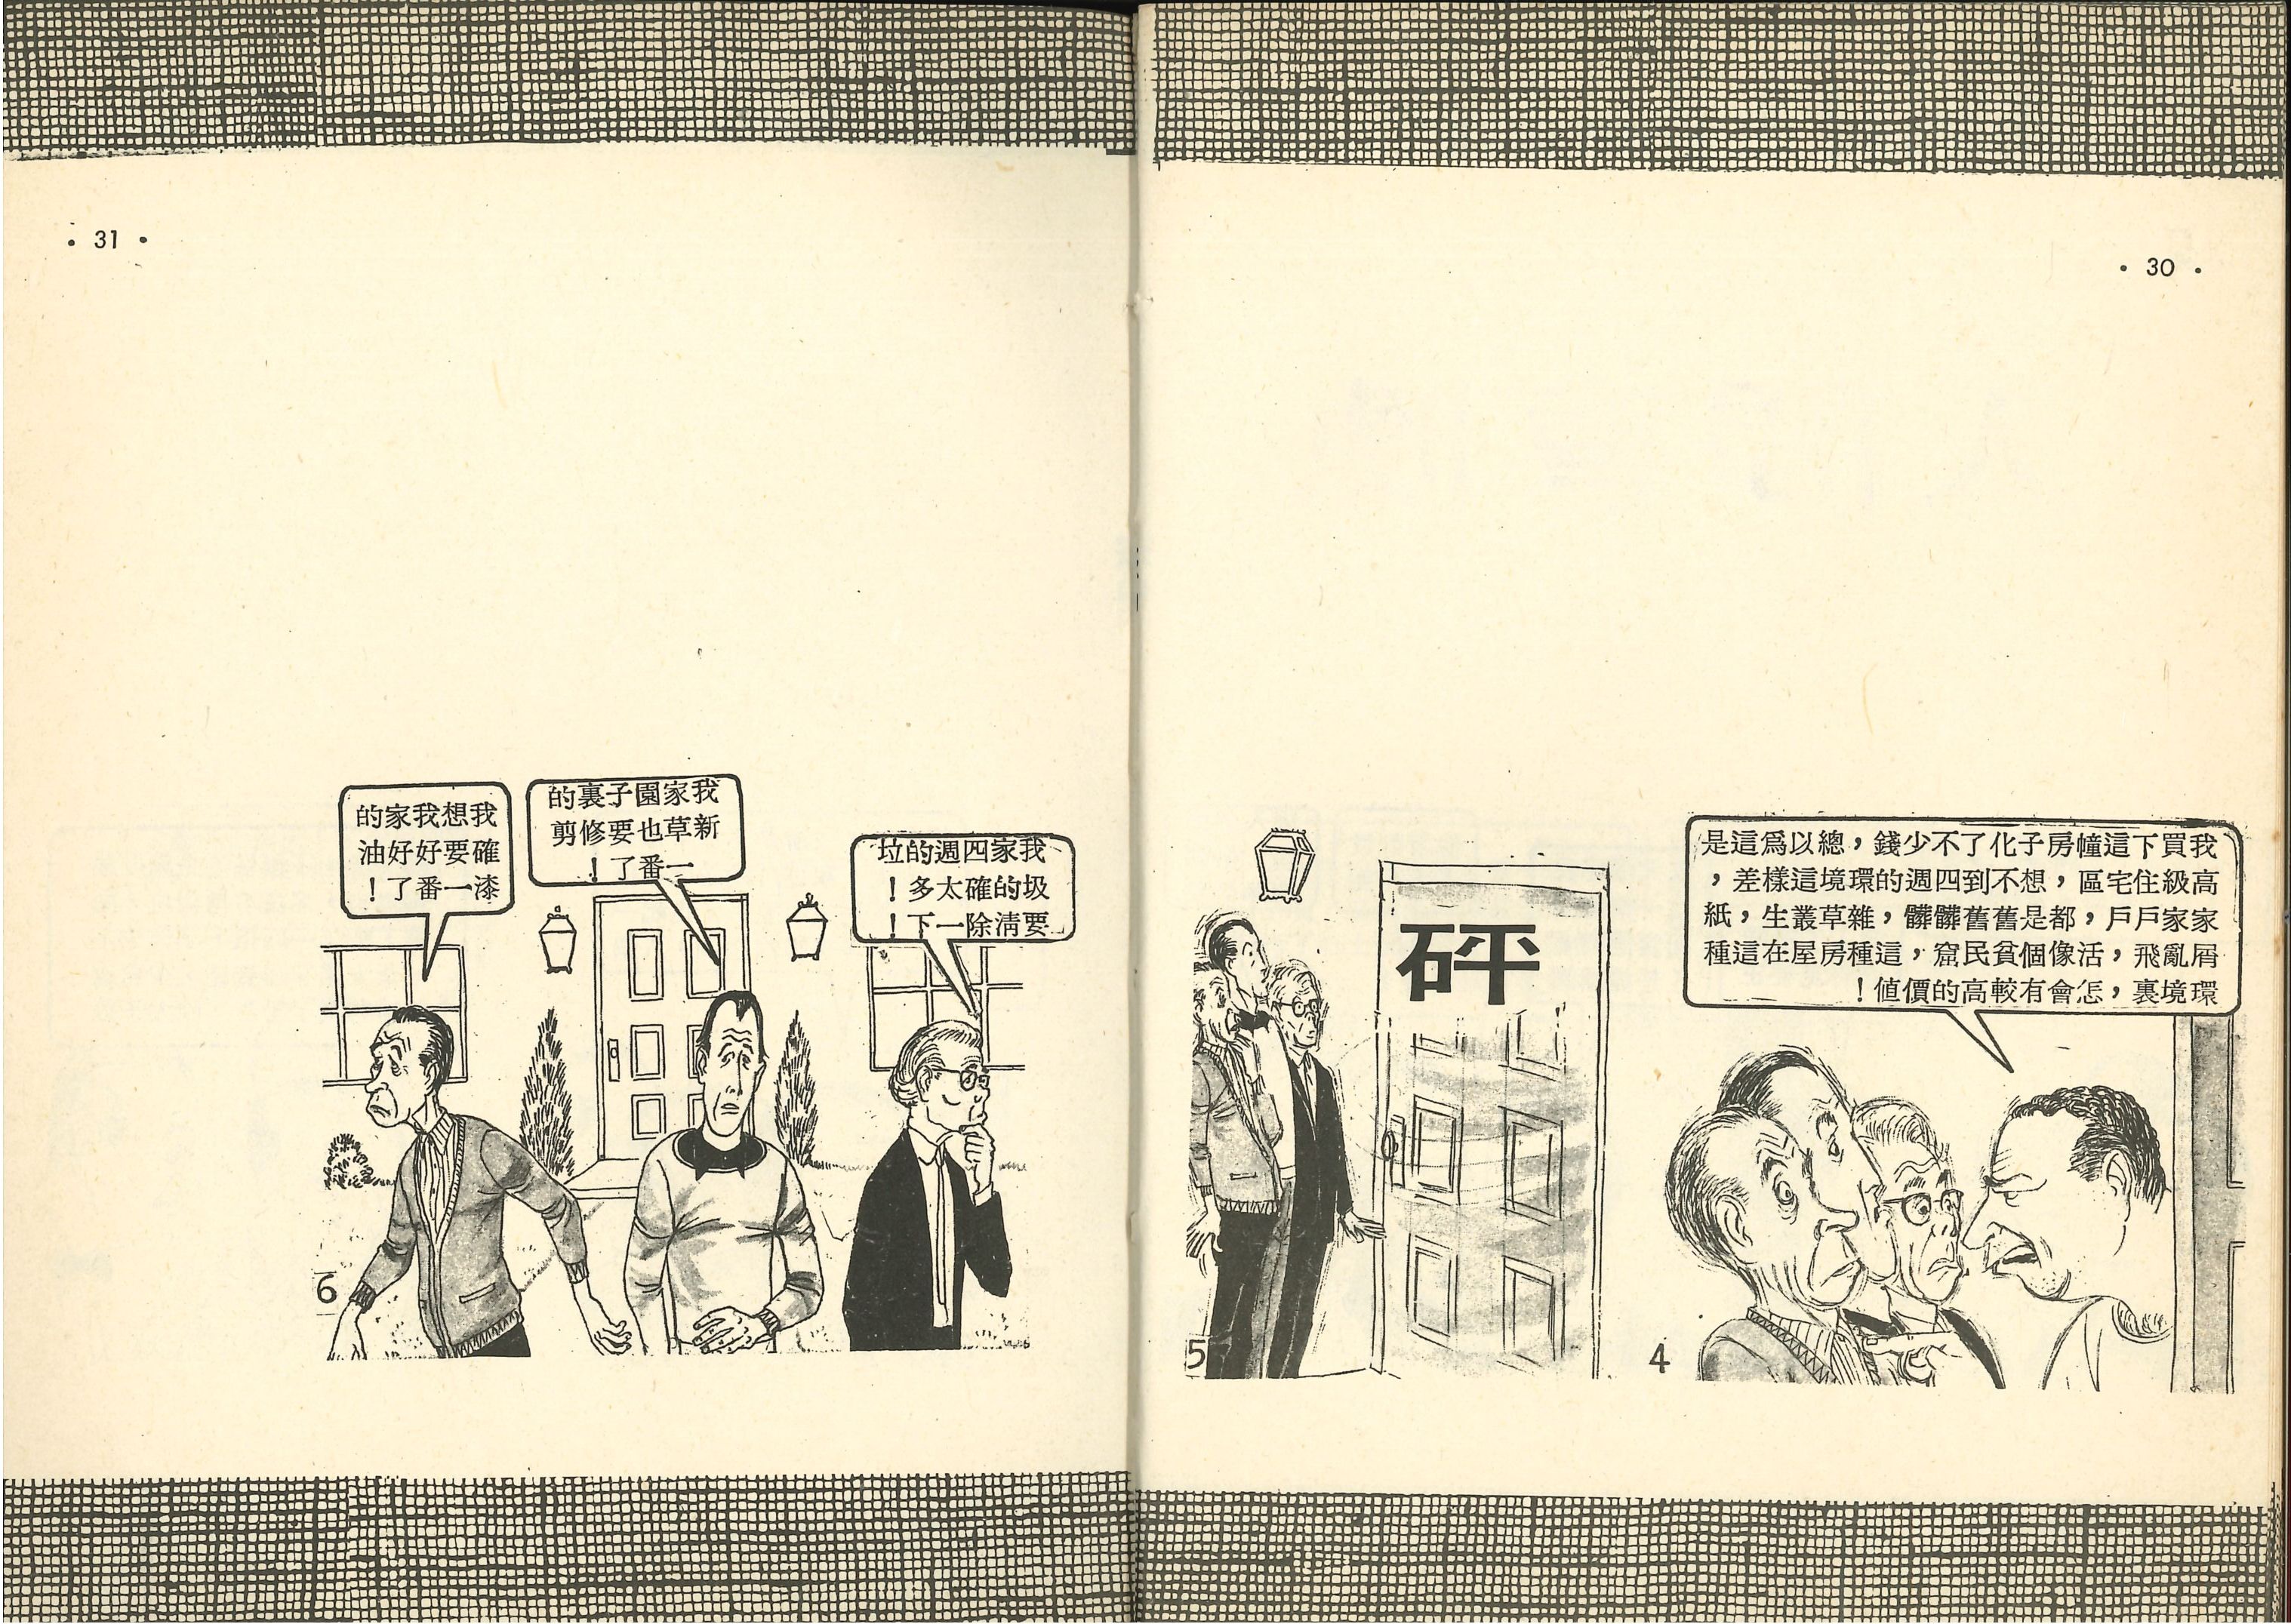 • 30 •
我買下這幢房子化了不少錢，總以爲這是
高級住宅區，想不到四週的環境這樣差，
家家戶戶，都是舊舊髒髒，雜草叢生，紙
屑亂飛，活像個貧民窟，這種房屋在這種
環境裏，怎會有較高的價值！
4
砰
5
• 31 •
我家四週的垃
圾的確太多！
要清除一下！
我家園子裏的
新草也要修剪
一番了！
我想我家的
確要好好油
漆一番了！
6